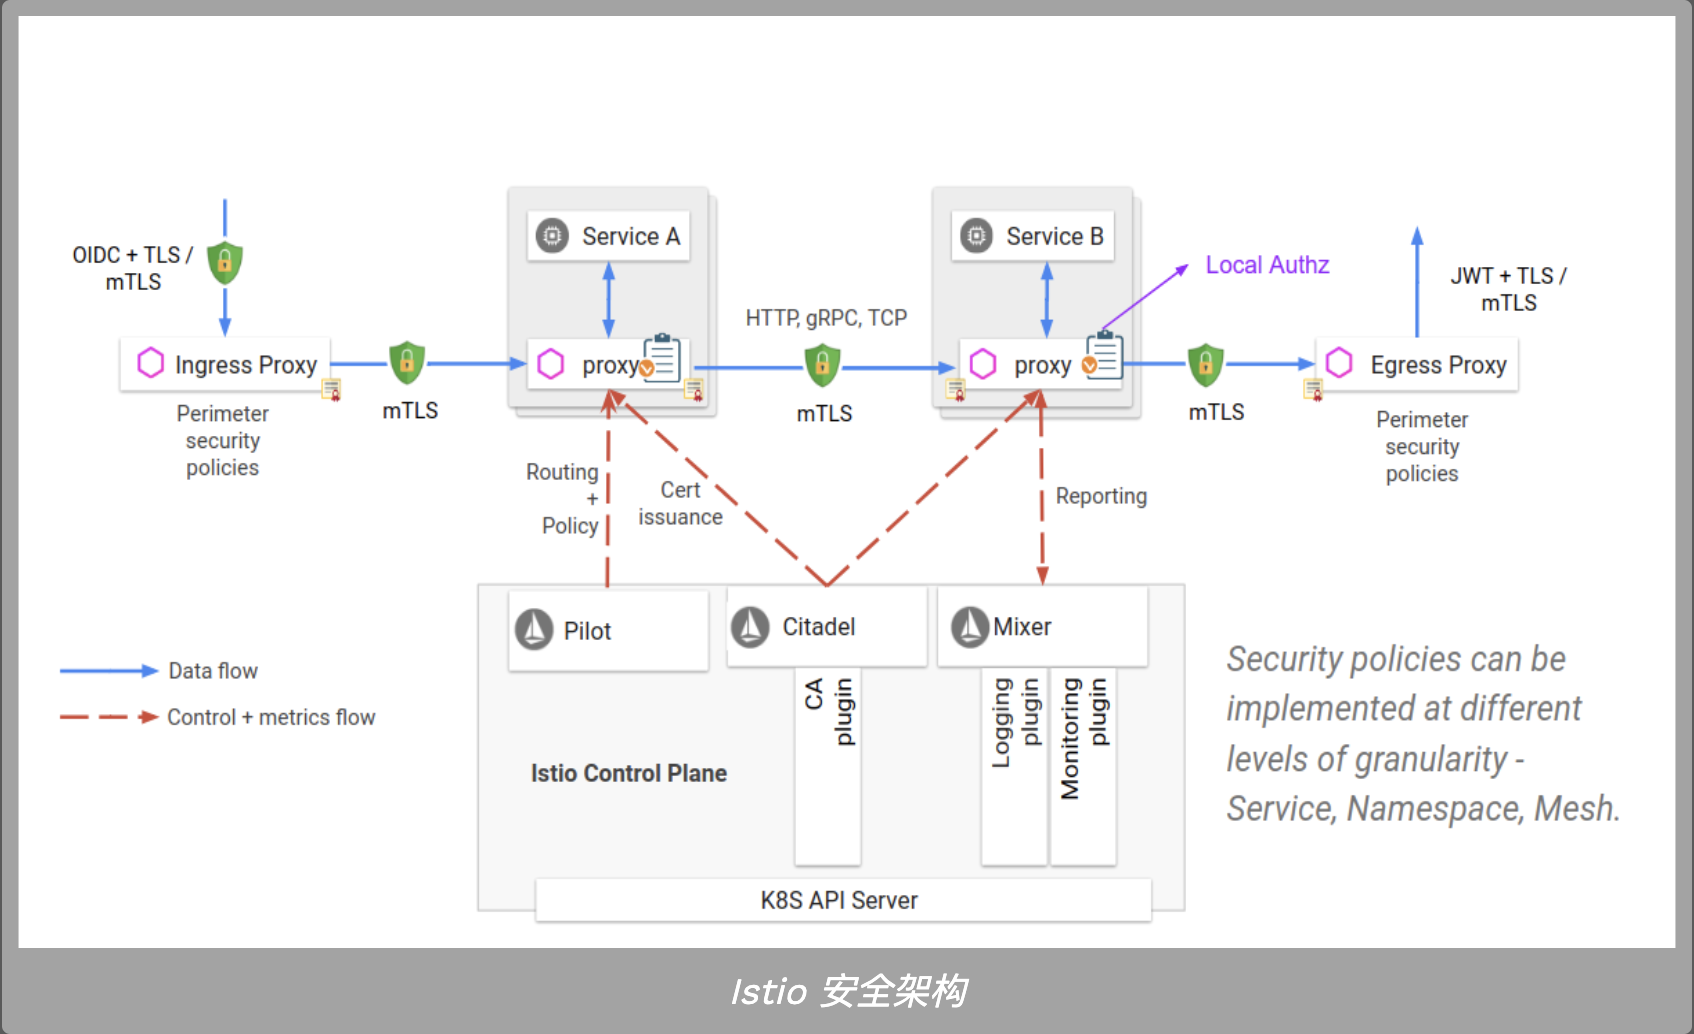 OIDC + TLS /
mTLS
Ingress Proxy
Perimeter
security
policies
mTLS
Service A
proxy
HTTP, gRPC, TCP
mTLS
Service B
proxy
Local Authz
mTLS
JWT + TLS /
mTLS
Egress Proxy
Perimeter
security
policies
Routing
+
Policy
Cert
issuance
Reporting
Pilot
Citadel
Mixer
CA
plugin
Logging
plugin
Monitoring
plugin
Istio Control Plane
K8S API Server
Data flow
Control + metrics flow
Security policies can be
implemented at different
levels of granularity -
Service, Namespace, Mesh.
Istio 安全架构